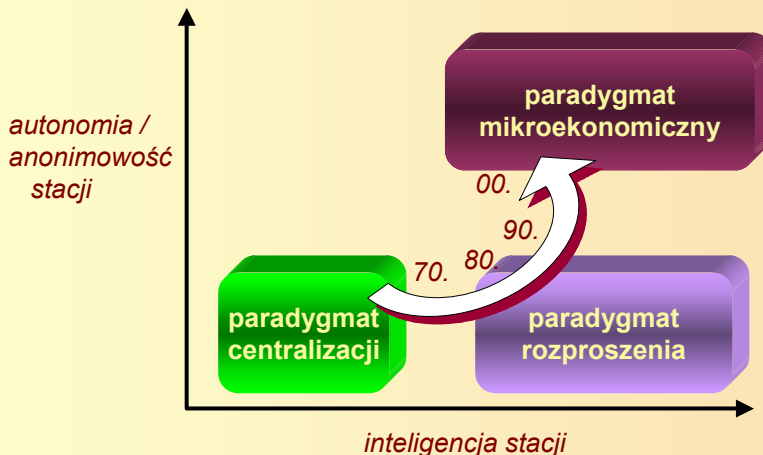 paradygmat
mikroekonomiczny
autonomia /
anonimowość
stacji
00.
90.
80.
70.
paradygmat
centralizacji
paradygmat
rozproszenia
inteligencja stacji